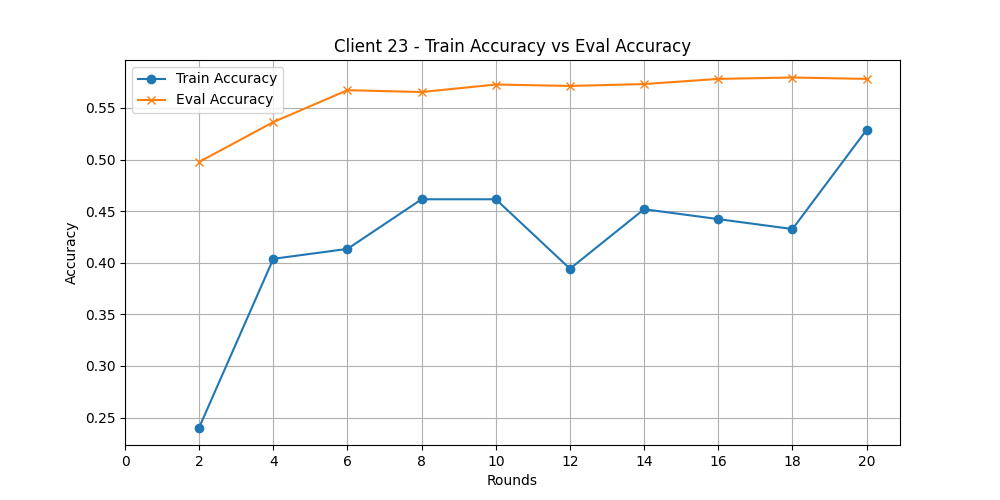 Client 23 - Train Accuracy vs Eval Accuracy
Train Accuracy
Eval Accuracy
Accuracy
0.55
0.50
0.45
0.40
0.35
0.30
0.25
0 2 4 6 8 10 12 14 16 18 20
Rounds